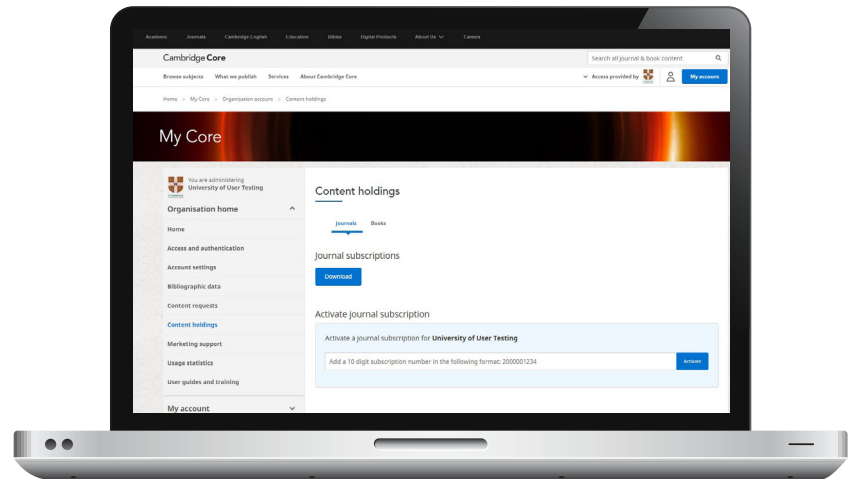 Academic Journals Cambridge English Education Bibles Digital Products About Us Careers
Cambridge Core
Search all journal & book content
Browse subjects What we publish Services About Cambridge Core
Access provided by
My account
Home > My Core > Organisation account > Content holdings
My Core
You are administering
University of User Testing
Organisation home
Home
Access and authentication
Account settings
Bibliographic data
Content requests
Content holdings
Marketing support
Usage statistics
User guides and training
My account
Content holdings
Journals Books
Journal subscriptions
Download
Activate journal subscription
Activate a journal subscription for University of User Testing
Add a 10 digit subscription number in the following format: 2000001234
Activate